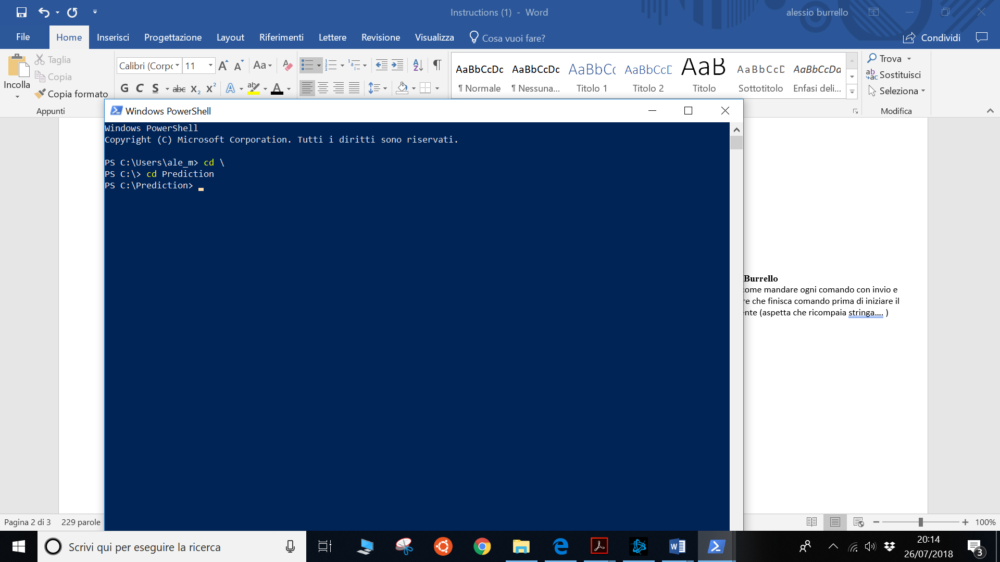 Instructions (1) - Word
alessio burrello
File
Home
Inserisci
Progettazione
Layout
Riferimenti
Lettere
Revisione
Visualizza
Cosa vuoi fare?
Condividi
Incolla
Taglia
Copia
Copia formato
Appunti
Calibri (Corpo
11
Aa
G C S abc X₂ X²
AaBbCcDc
AaBbCcDc
AaBbCc
AaBbCcD
AaB
AaBbCcD
AaBbCcDd
¶ Normale
¶ Nessuna...
Titolo 1
Titolo 2
Titolo
Sottotitolo
Enfasi deli...
Trova
Sostituisci
Seleziona
Modifica
Windows PowerShell
Windows PowerShell
Copyright (C) Microsoft Corporation. Tutti i diritti sono riservati.
PS C:\Users\ale_m> cd \
PS C:\> cd Prediction
PS C:\Prediction>
Burrello
come mandare ogni comando con invio e
re che finisca comando prima di iniziare il
ente (aspetta che ricompaia stringa.... )
Pagina 2 di 3
229 parole
100%
Scrivi qui per eseguire la ricerca
20:14
26/07/2018
3